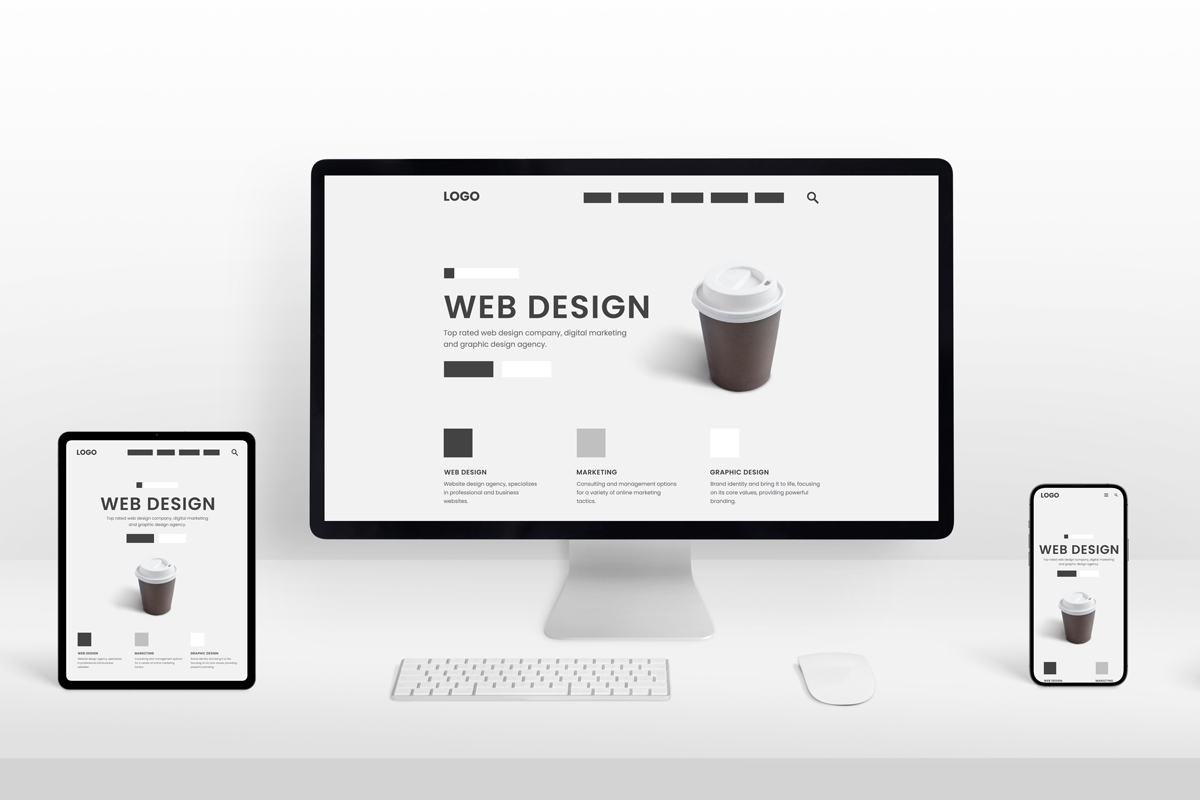 LOGO
WEB DESIGN
Top rated web design company, digital marketing
and graphic design agency.
WEB DESIGN
Website design agency, specializes
in professional and business
websites.
MARKETING
Cansulting and management options
for a variety of online marketing
tactics.
GRAPHIC DESIGN
Brand identity and bring it to life, focusing
on its core values, providing powerful
branding.
LOGO
WEB DESIGN
Top rated web design company, digital marketing
and graphic design agency.
WEB DESIGN
MARKETING
GRAPHIC DESIGN
LOGO
WEB DESIGN
Top rated web design company, digital marketing
and graphic design agency.
WEB DESIGN
MARKETING